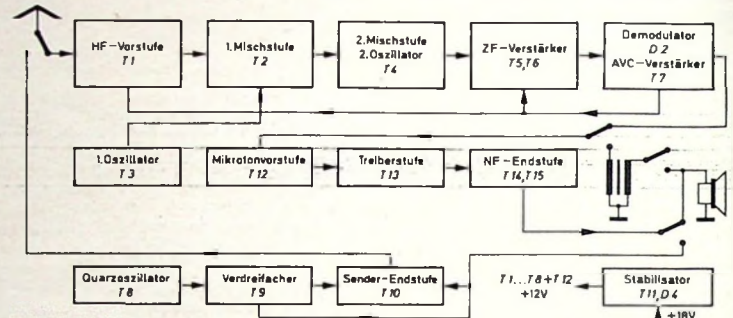 HF-Vorstufe
T1
1. Mischstufe
T2
2. Mischstufe
2. Oszillator
T4
ZF-Verstärker
T5, T6
Demodulator
D2
AVC-Verstärker
T7
1. Oszillator
T3
Mikrofonvorstufe
T12
Treiberstufe
T13
NF-Endstufe
T14, T15
Quarzoszillator
T8
Verdreifacher
T9
Sender-Endstufe
T10
T1...T8+T12
+12V
Stabilisator
T11, D4
+18V